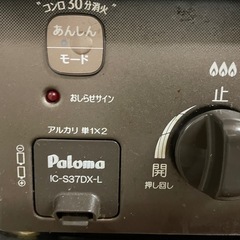 "コンロ30分消火"
あんしん
モード
おしらせサイン
アルカリ 単1×2
Paloma
IC-S37DX-L
止
開
押し回し